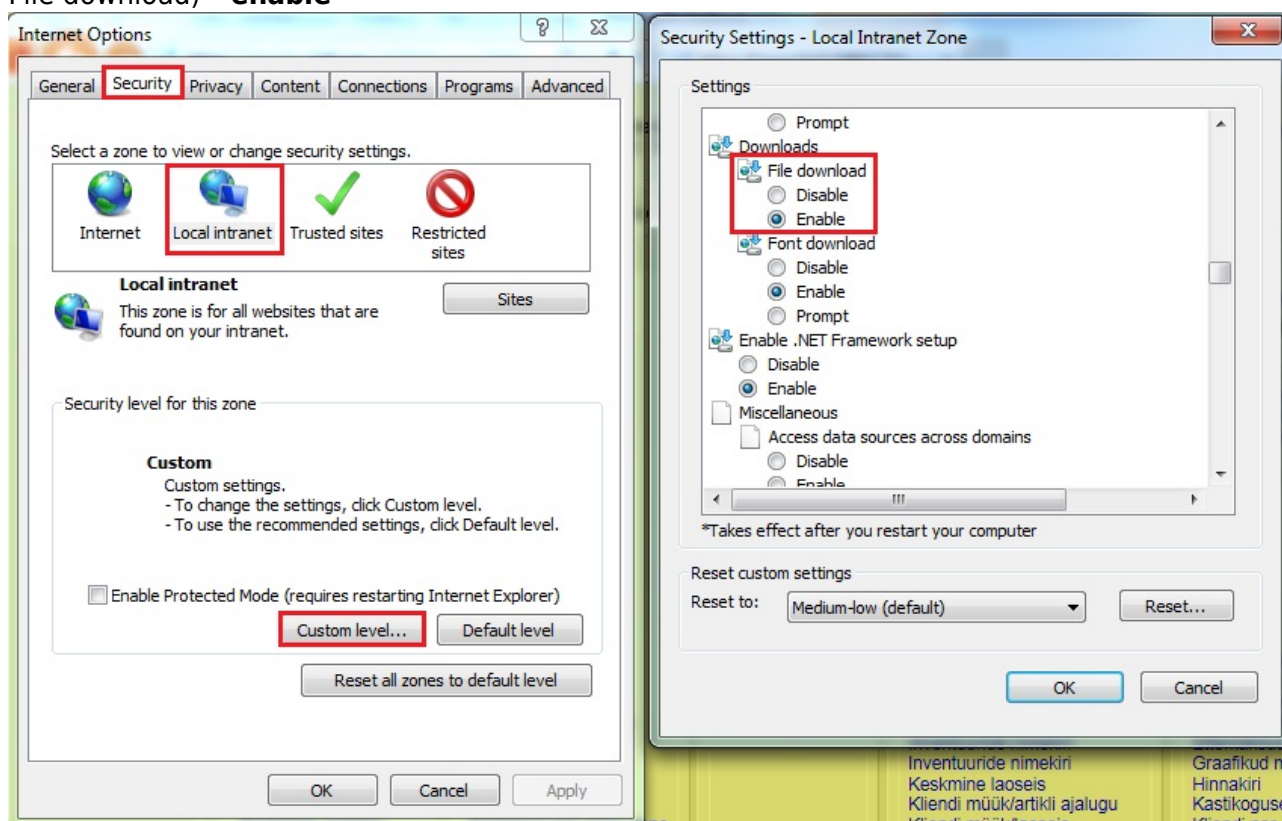 File download) - Enable
Internet Options
General Security Privacy Content Connections Programs Advanced
Select a zone to view or change security settings.
Internet Local intranet Trusted sites Restricted
sites
Local intranet
This zone is for all websites that are
found on your intranet.
Sites
Security level for this zone
Custom
Custom settings.
- To change the settings, click Custom level.
- To use the recommended settings, click Default level.
Enable Protected Mode (requires restarting Internet Explorer)
Custom level... Default level
Reset all zones to default level
OK Cancel Apply
Security Settings - Local Intranet Zone
Settings
Prompt
Downloads
File download
Disable
Enable
Font download
Disable
Enable
Prompt
Enable .NET Framework setup
Disable
Enable
Miscellaneous
Access data sources across domains
Disable
Enable
*Takes effect after you restart your computer
Reset custom settings
Reset to: Medium-low (default) Reset...
OK Cancel
Inventuuride nimekiri
Keskmine laoseis
Kliendi müük/artikli ajalugu
Graafikud
Hinnakiri